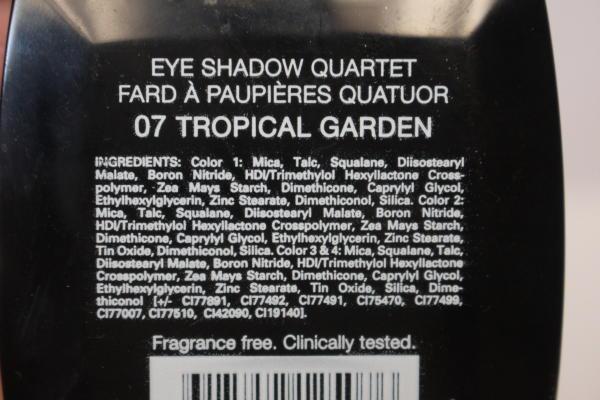 EYE SHADOW QUARTET
FARD À PAUPIÈRES QUATUOR
07 TROPICAL GARDEN
INGREDIENTS: Color 1: Mica, Talc, Squalane, Diisostearyl
Malate, Boron Nitride, HDI/Trimethylol Hexyllactone Cross-
polymer, Zea Mays Starch, Dimethicone, Caprylyl Glycol,
Ethylhexylglycerin, Zinc Stearate, Dimethiconol, Silica. Color 2:
Mica, Talc, Squalane, Diisostearyl Malate, Boron Nitride,
HDI/Trimethylol Hexyllactone Crosspolymer, Zea Mays Starch,
Dimethicone, Caprylyl Glycol, Ethylhexylglycerin, Zinc Stearate,
Tin Oxide, Dimethiconol, Silica. Color 3 & 4: Mica, Squalane, Talc,
Diisostearyl Malate, Boron Nitride, HDI/Trimethylol Hexyllactone
Crosspolymer, Zea Mays Starch, Dimethicone, Caprylyl Glycol,
Ethylhexylglycerin, Zinc Stearate, Tin Oxide, Silica, Dime-
thiconol [+/- CI77891, CI77492, CI77491, CI75470, CI77499,
CI77007, CI77510, CI42090, CI19140].
Fragrance free. Clinically tested.